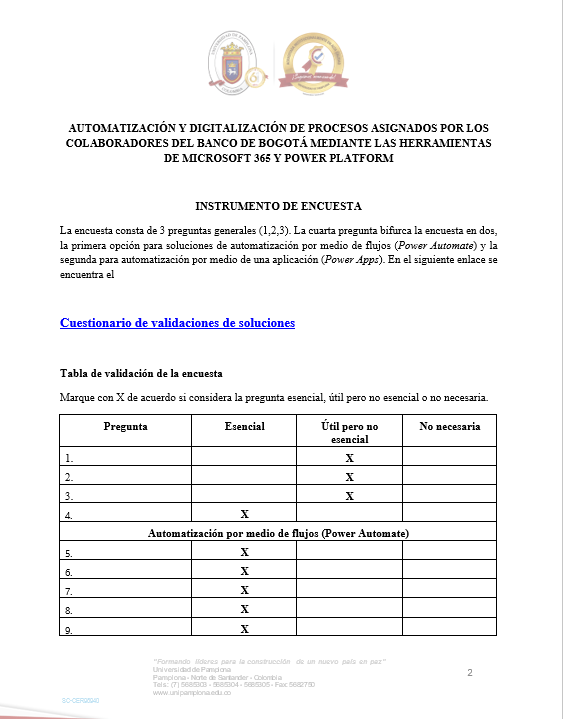 AUTOMATIZACIÓN Y DIGITALIZACIÓN DE PROCESOS ASIGNADOS POR LOS
COLABORADORES DEL BANCO DE BOGOTÁ MEDIANTE LAS HERRAMIENTAS
DE MICROSOFT 365 Y POWER PLATFORM
INSTRUMENTO DE ENCUESTA
La encuesta consta de 3 preguntas generales (1,2,3). La cuarta pregunta bifurca la encuesta en dos,
la primera opción para soluciones de automatización por medio de flujos (Power Automate) y la
segunda para automatización por medio de una aplicación (Power Apps). En el siguiente enlace se
encuentra el
Cuestionario de validaciones de soluciones
Tabla de validación de la encuesta
Marque con X de acuerdo si considera la pregunta esencial, útil pero no esencial o no necesaria.
Pregunta Esencial Útil pero no esencial No necesaria
1. X
2. X
3. X
4. X
Automatización por medio de flujos (Power Automate)
5. X
6. X
7. X
8. X
9. X
"Formando líderes para la construcción de un nuevo país en paz"
Universidad de Pamplona
Pamplona - Norte de Santander - Colombia
Tels: (7) 5685303 - 5685304 - 5685305 - Fax: 5682750
www.unipamplona.edu.co
2